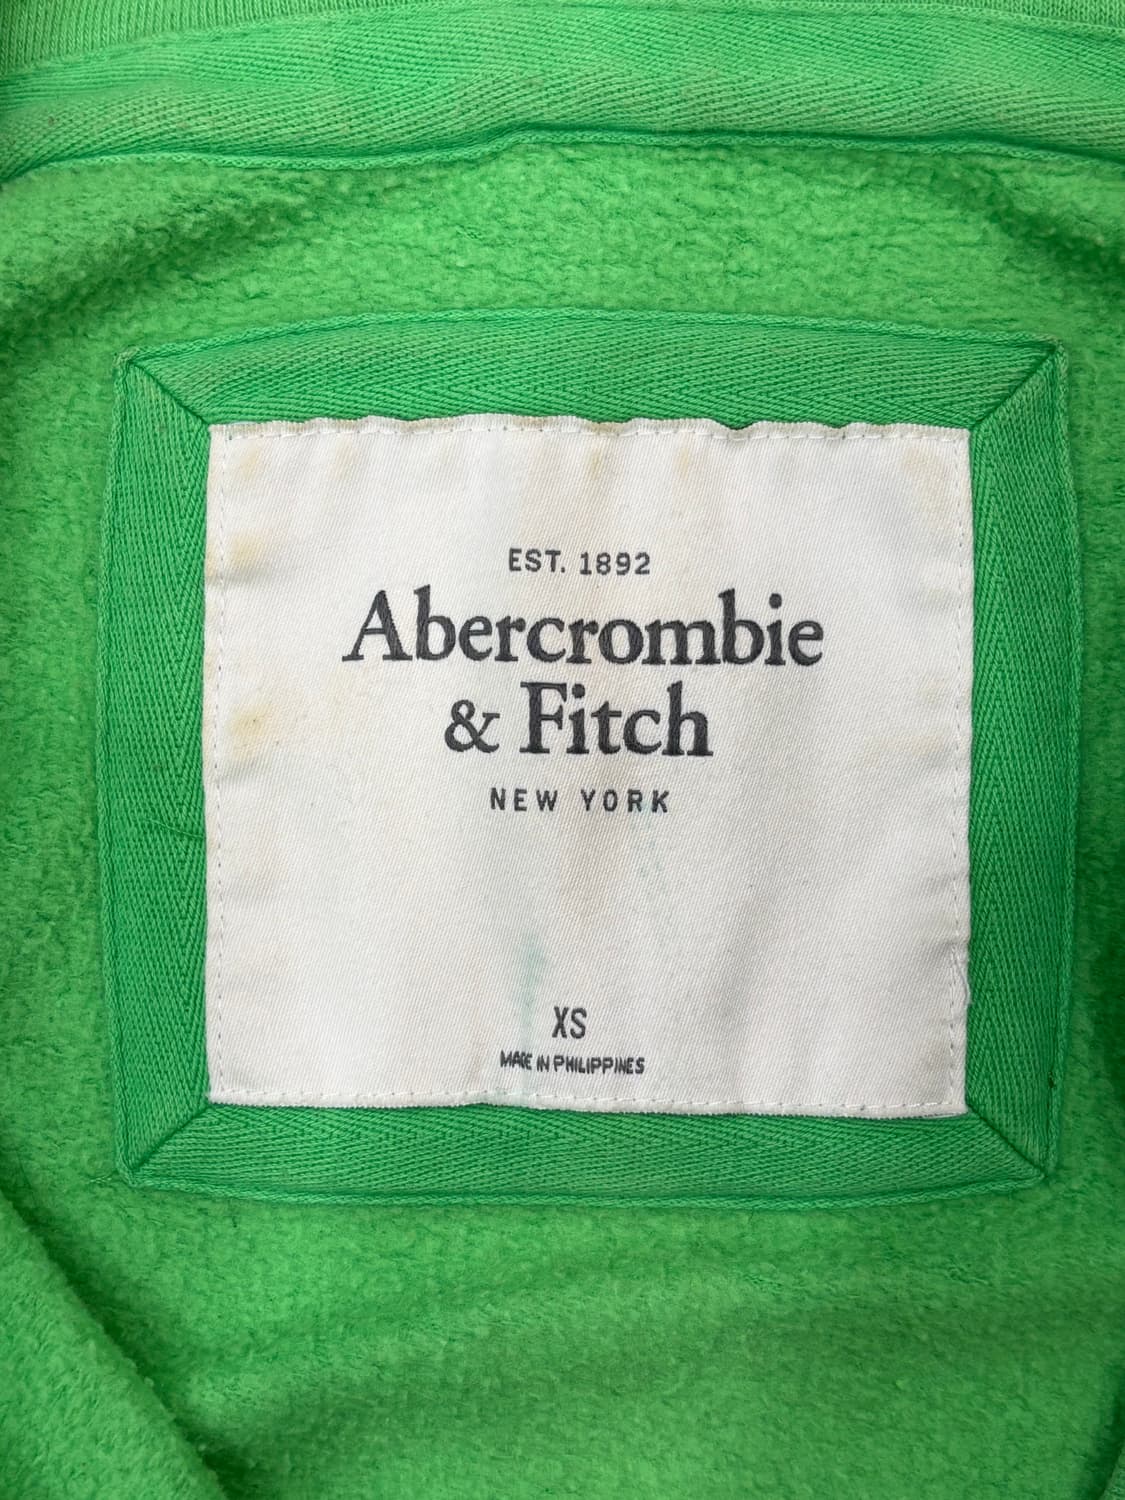 EST. 1892
Abercrombie
& Fitch
NEW YORK
XS
MADE IN PHILIPPINES